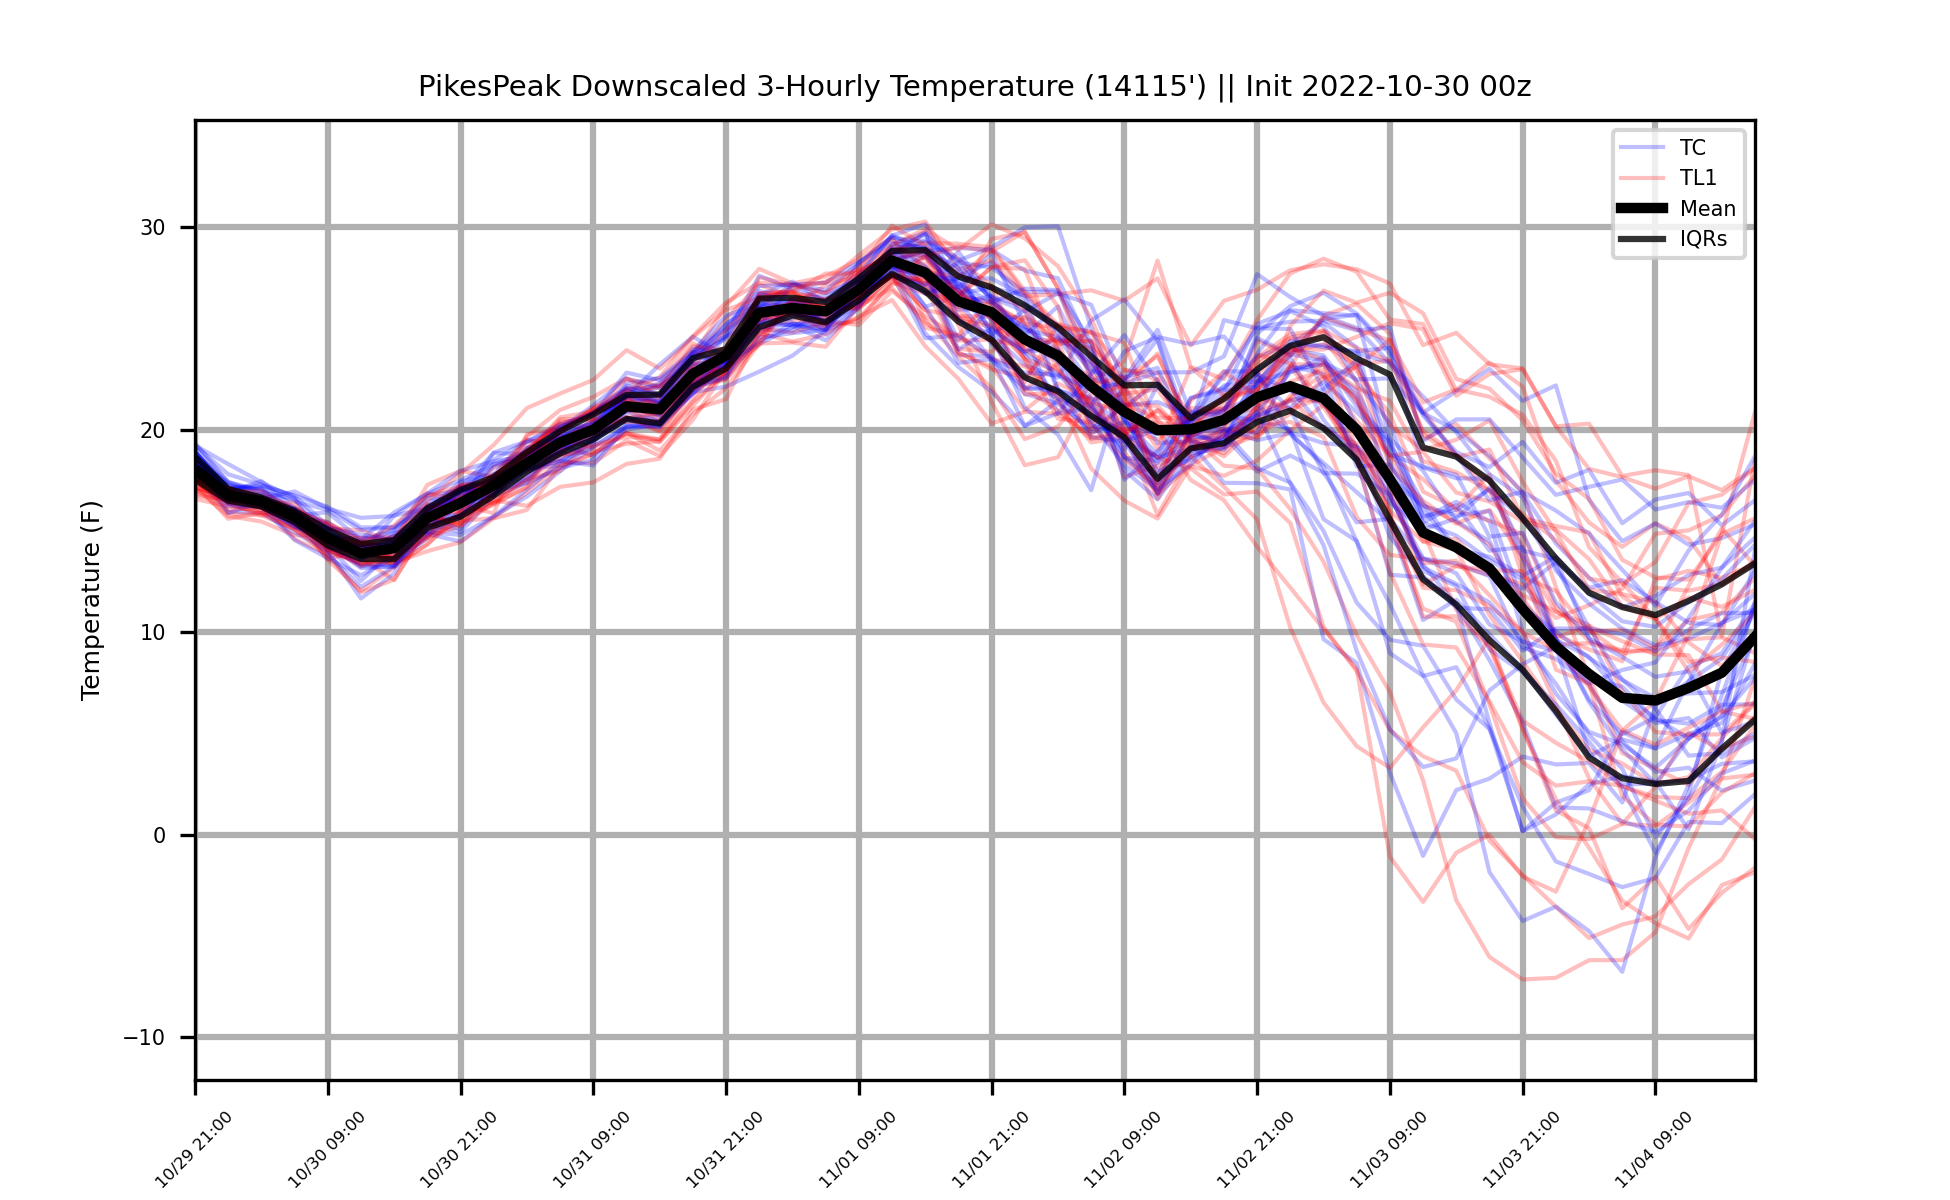 PikesPeak Downscaled 3-Hourly Temperature (14115') || Init 2022-10-30 00z
TC
TL1
Mean
IQRs
Temperature (F)
30
20
10
0
−10
10/29 21:00
10/30 09:00
10/30 21:00
10/31 09:00
10/31 21:00
11/01 09:00
11/01 21:00
11/02 09:00
11/02 21:00
11/03 09:00
11/03 21:00
11/04 09:00